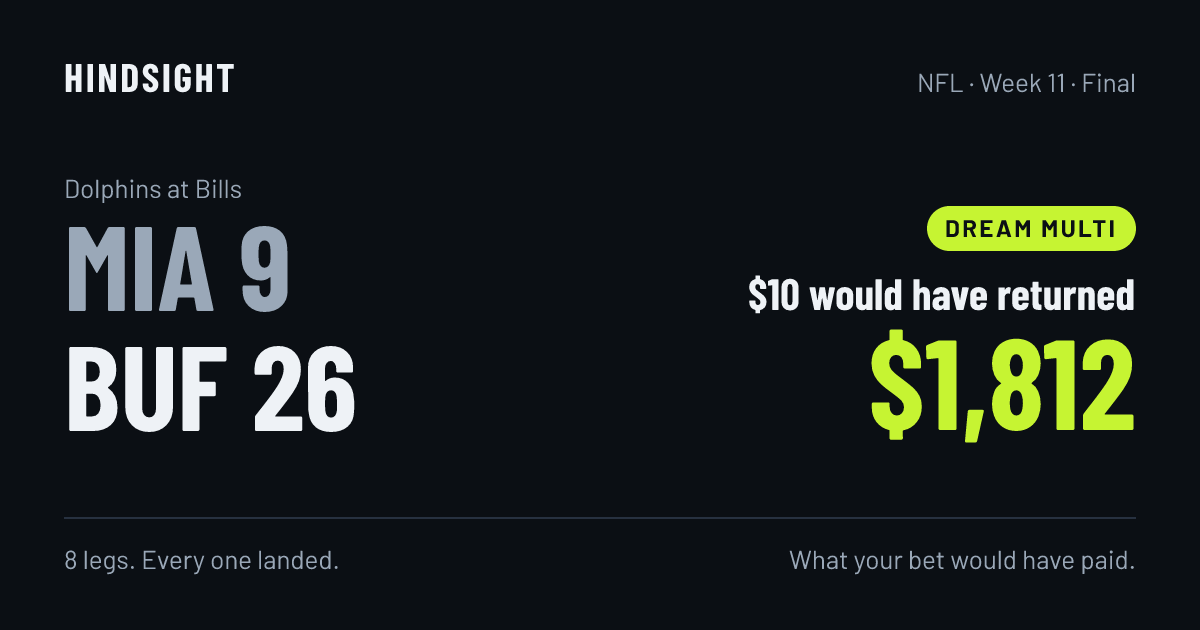 HINDSIGHT
NFL · Week 11 · Final
Dolphins at Bills
MIA 9
BUF 26
DREAM MULTI
$10 would have returned
$1,812
8 legs. Every one landed.
What your bet would have paid.